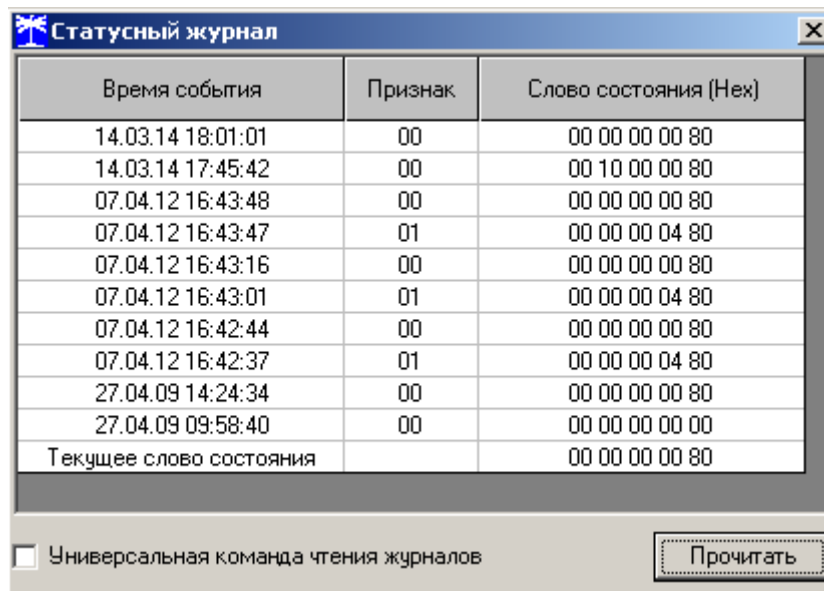 Статусный журнал
Время события Признак Слово состояния (Hex)
14.03.14 18:01:01 00 00 00 00 00 80
14.03.14 17:45:42 00 00 10 00 00 80
07.04.12 16:43:48 00 00 00 00 00 80
07.04.12 16:43:47 01 00 00 00 04 80
07.04.12 16:43:16 00 00 00 00 00 80
07.04.12 16:43:01 01 00 00 00 04 80
07.04.12 16:42:44 00 00 00 00 00 80
07.04.12 16:42:37 01 00 00 00 04 80
27.04.09 14:24:34 00 00 00 00 00 80
27.04.09 09:58:40 00 00 00 00 00 00
Текущее слово состояния 00 00 00 00 80
Универсальная команда чтения журналов Прочитать